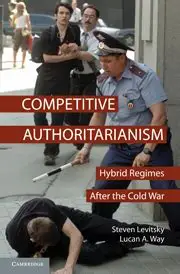 COMPETITIVE
AUTHORITARIANISM
Hybrid Regimes
After the Cold War
Steven Levitsky
Lucan A. Way
CAMBRIDGE